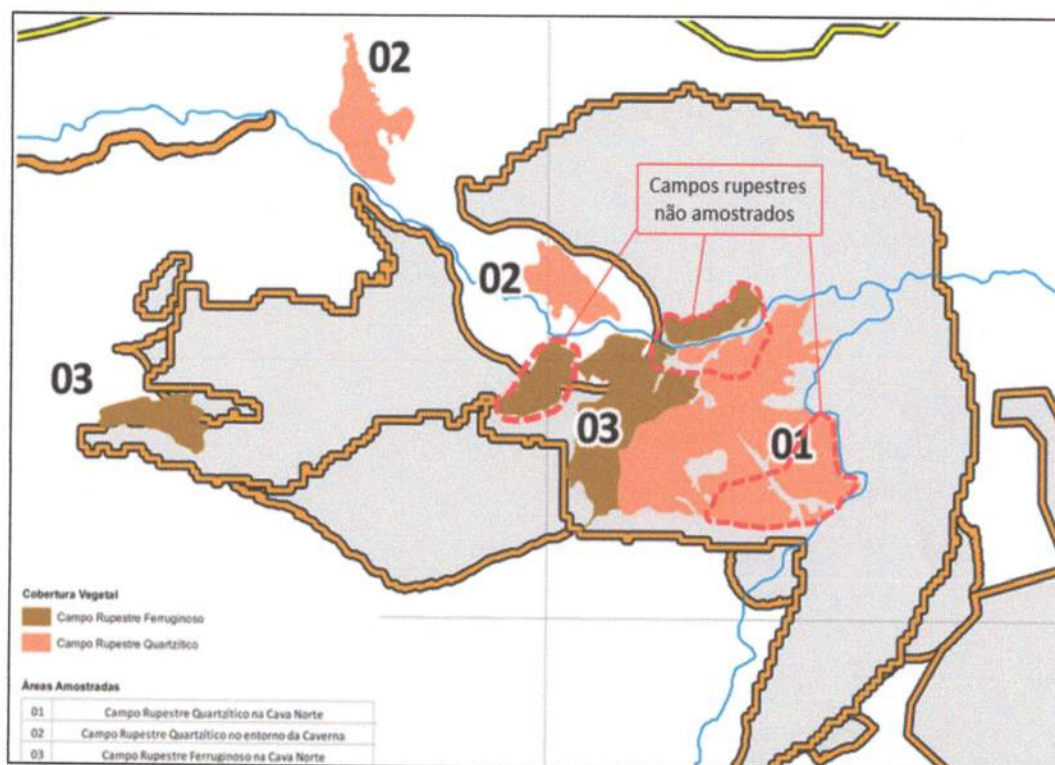 02
Campos rupestres
não amostrados
02
03
03
01
Cobertura Vegetal
Campo Rupestre Ferruginoso
Campo Rupestre Quartzítico
Áreas Amostradas
01 Campo Rupestre Quartzítico na Cava Norte
02 Campo Rupestre Quartzítico no entorno da Caverna
03 Campo Rupestre Ferruginoso na Cava Norte